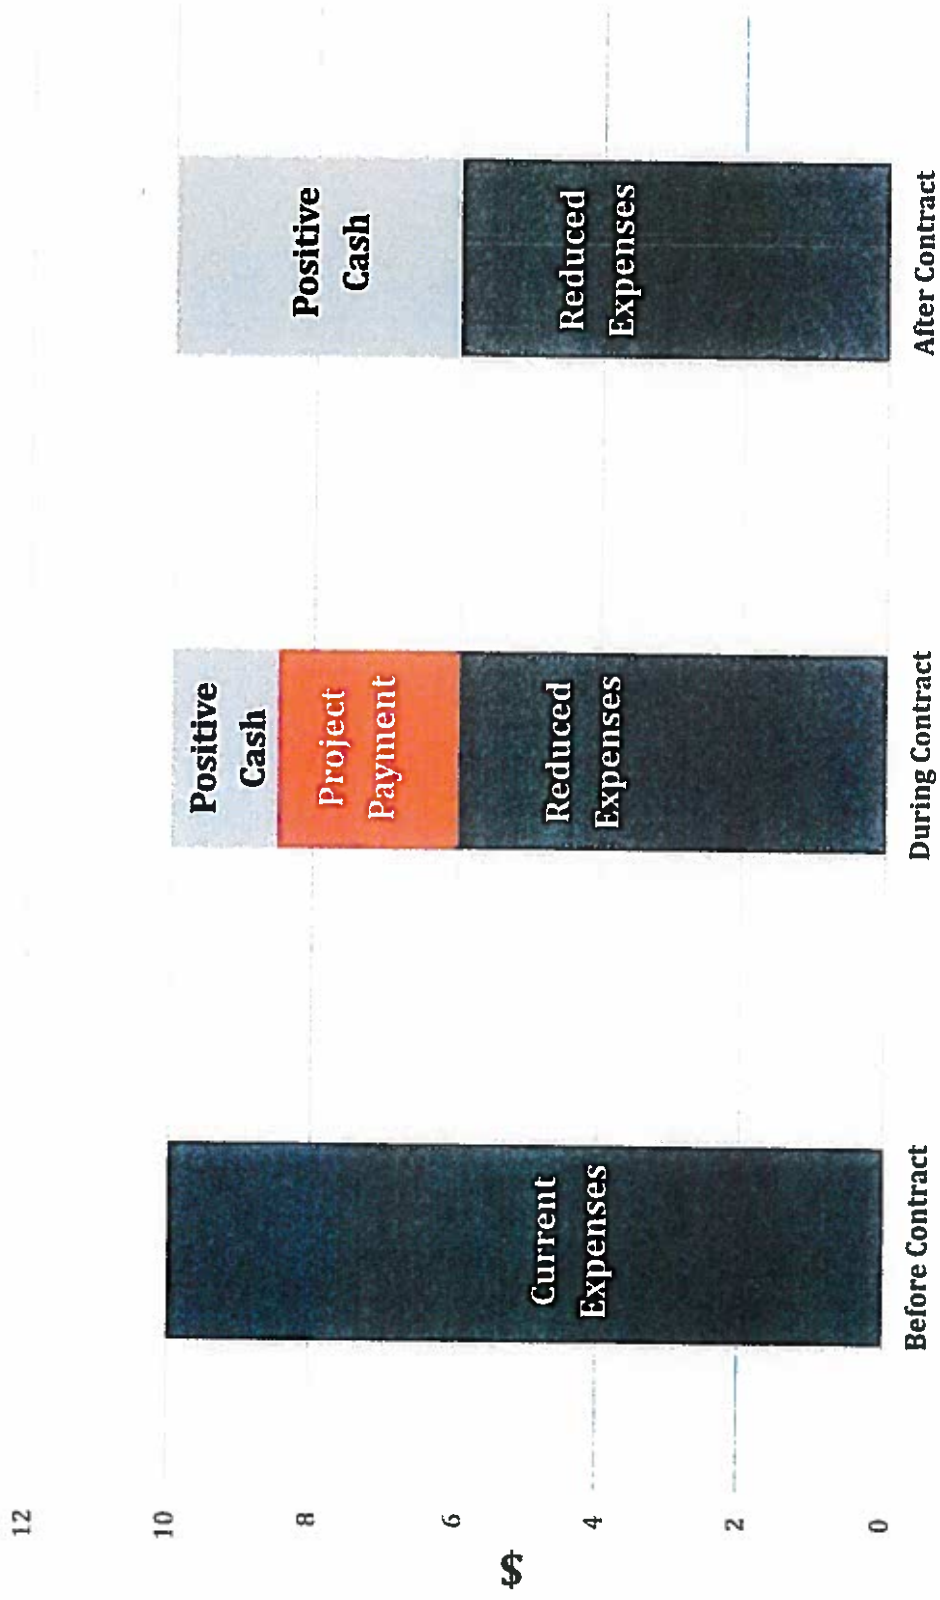 12
10
8
6
4
2
0
$
Current
Expenses
Before Contract
Positive
Cash
Project
Payment
Reduced
Expenses
During Contract
Positive
Cash
Reduced
Expenses
After Contract